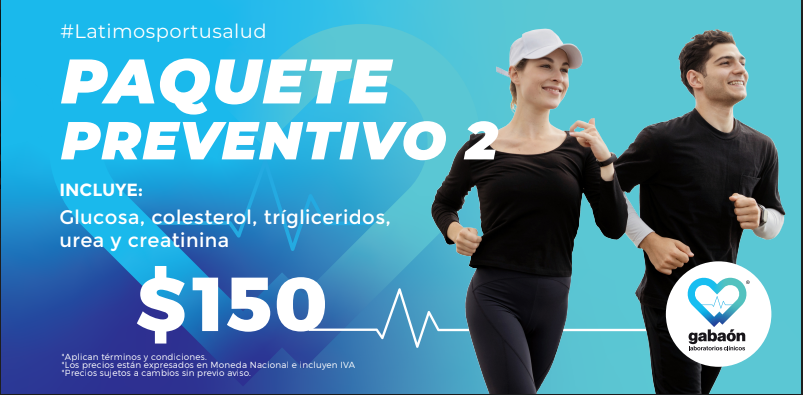 #Latimosportusalud
PAQUETE
PREVENTIVO 2
INCLUYE:
Glucosa, colesterol, trígliceridos,
urea y creatinina
$150
*Aplican términos y condiciones.
*Los precios están expresados en Moneda Nacional e incluyen IVA
*Precios sujetos a cambios sin previo aviso.
gabaón
laboratorios clínicos
®